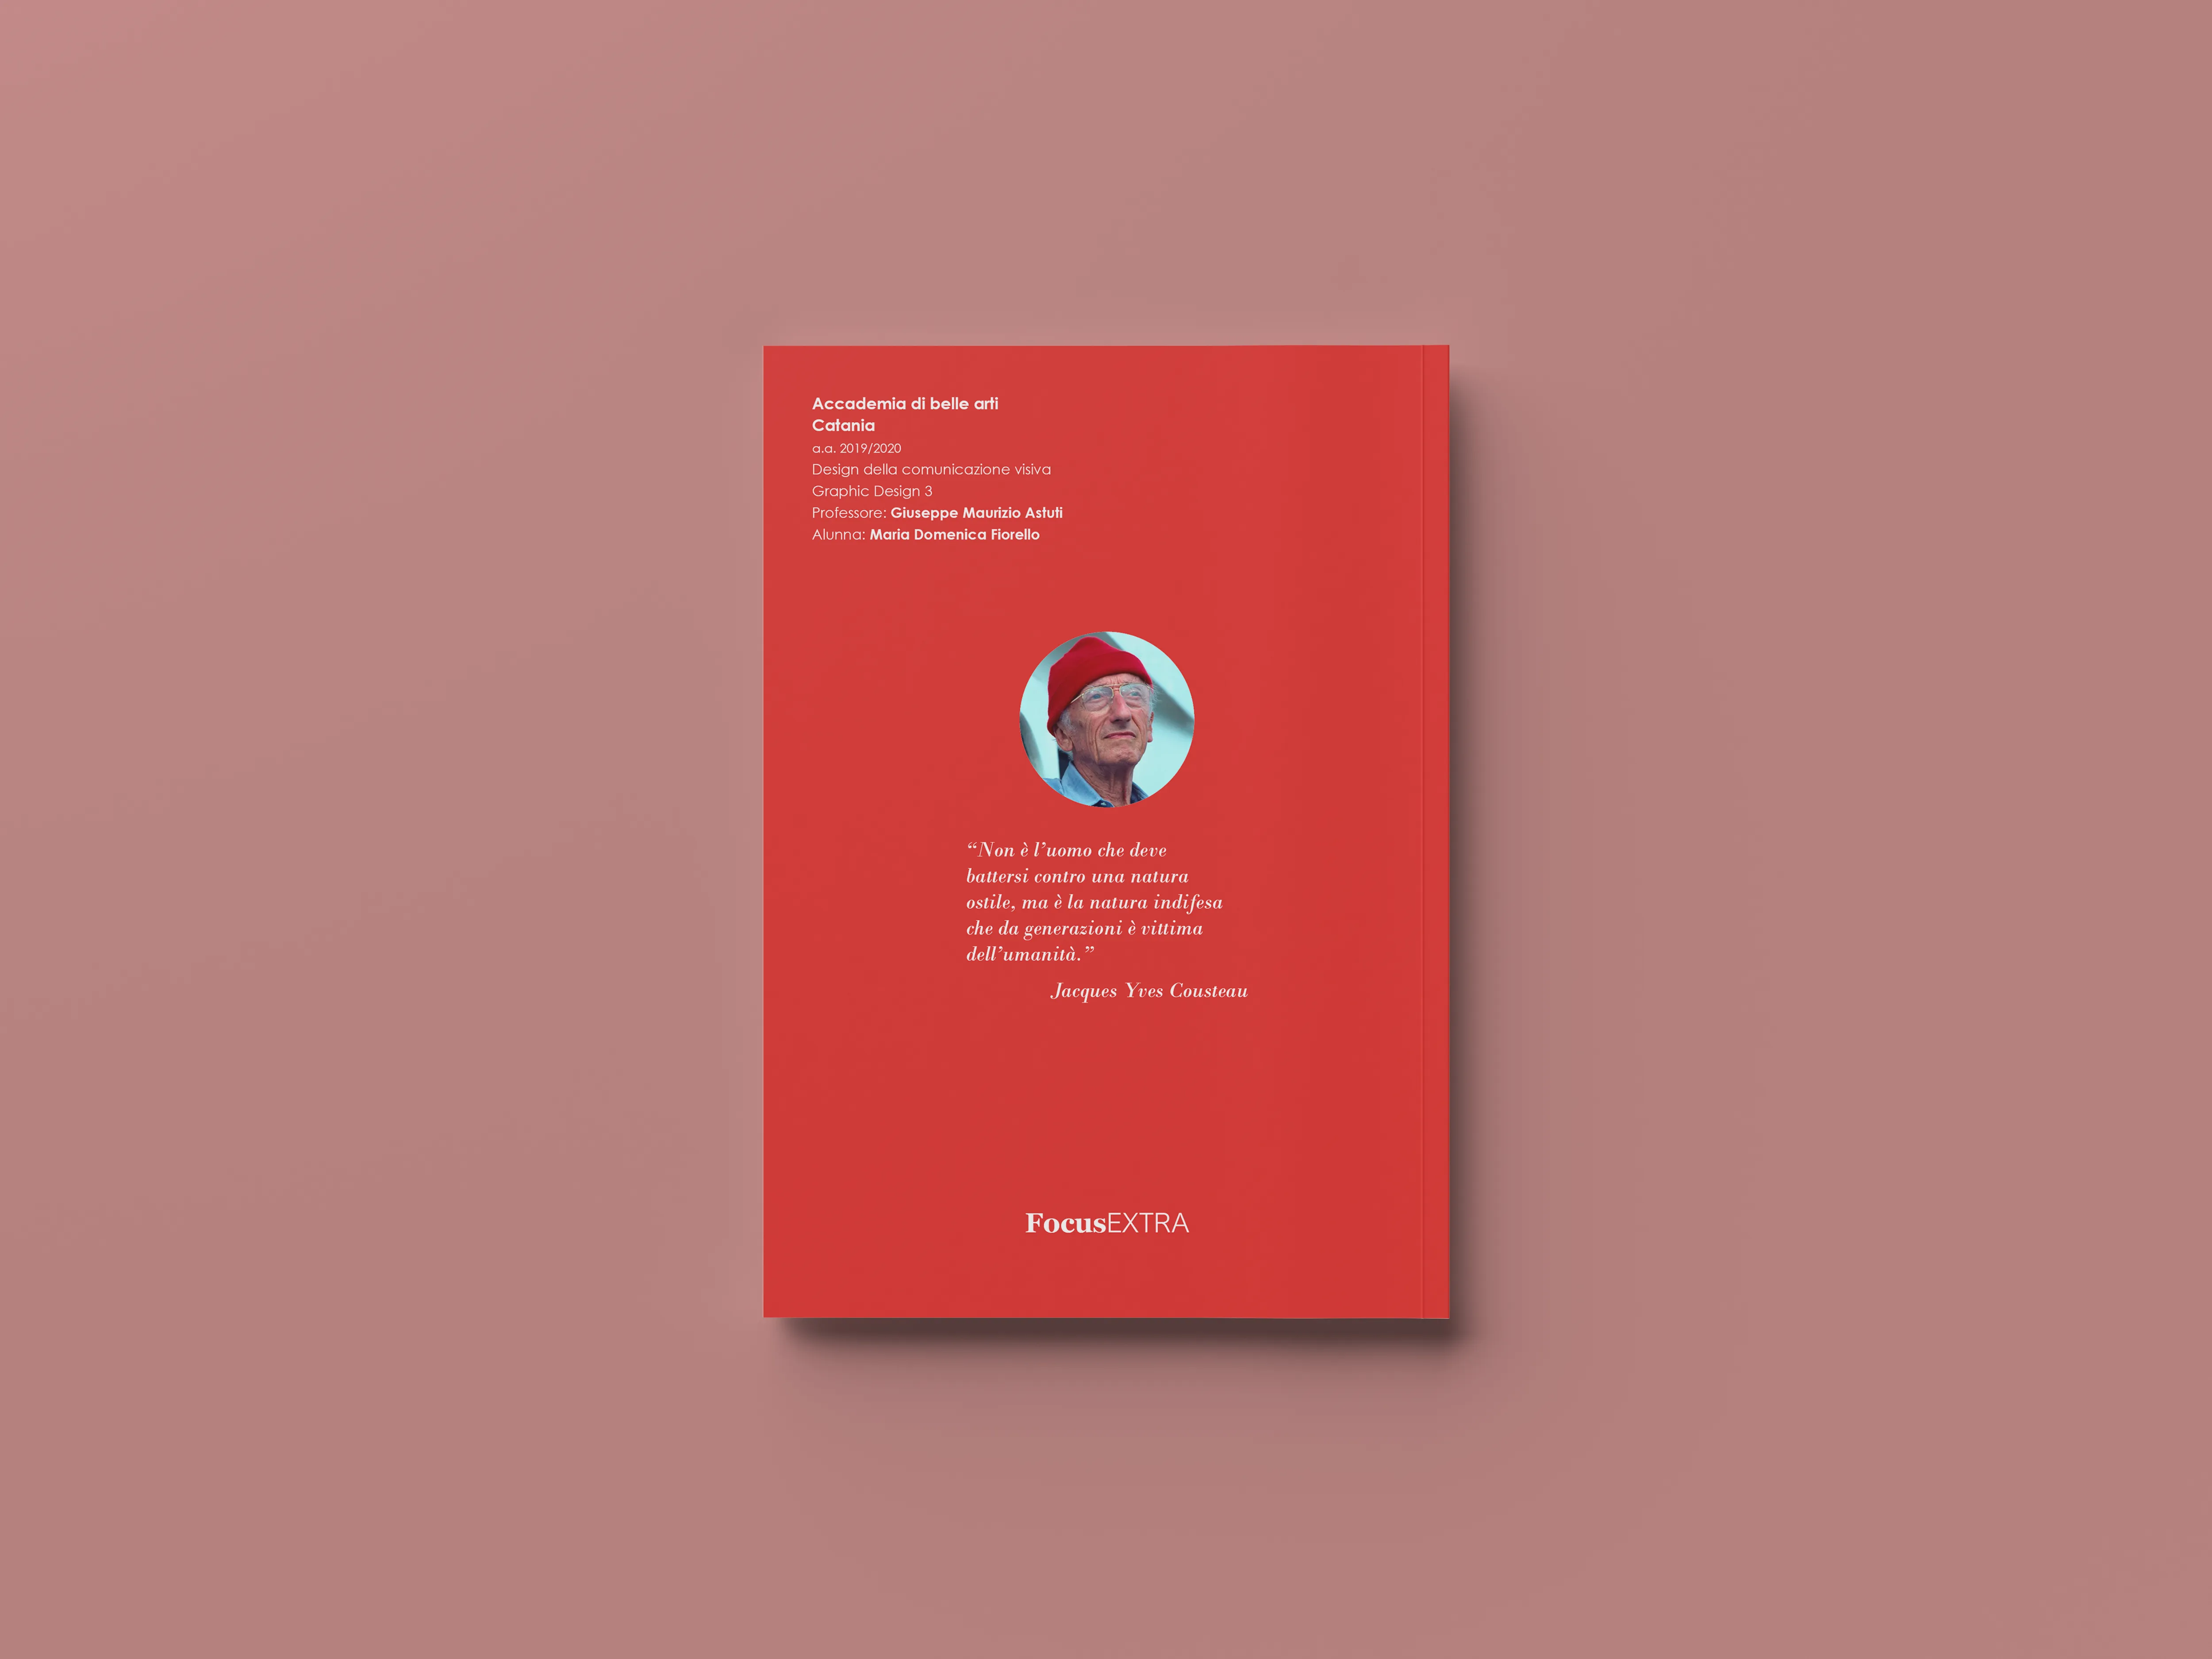 Accademia di belle arti
Catania
a.a. 2019/2020
Design della comunicazione visiva
Graphic Design 3
Professore: Giuseppe Maurizio Astuti
Alunna: Maria Domenica Fiorello
“Non è l’uomo che deve
battersi contro una natura
ostile, ma è la natura indifesa
che da generazioni è vittima
dell’umanità.”
Jacques Yves Cousteau
FocusEXTRA